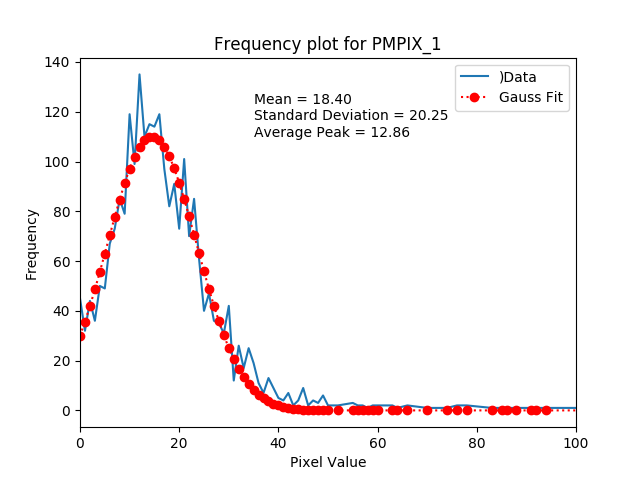 Frequency plot for PMPIX_1
)Data
Gauss Fit
Mean = 18.40
Standard Deviation = 20.25
Average Peak = 12.86
Frequency
140
120
100
80
60
40
20
0
0 20 40 60 80 100
Pixel Value